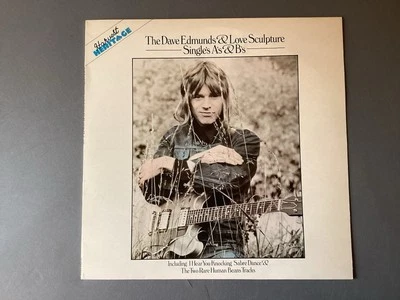 Harvest
HERITAGE
The Dave Edmunds & Love Sculpture
Singles A's & B's
Including 'I Hear You Knocking' 'Sabre Dance' &
The Two Rare Human Beans Tracks